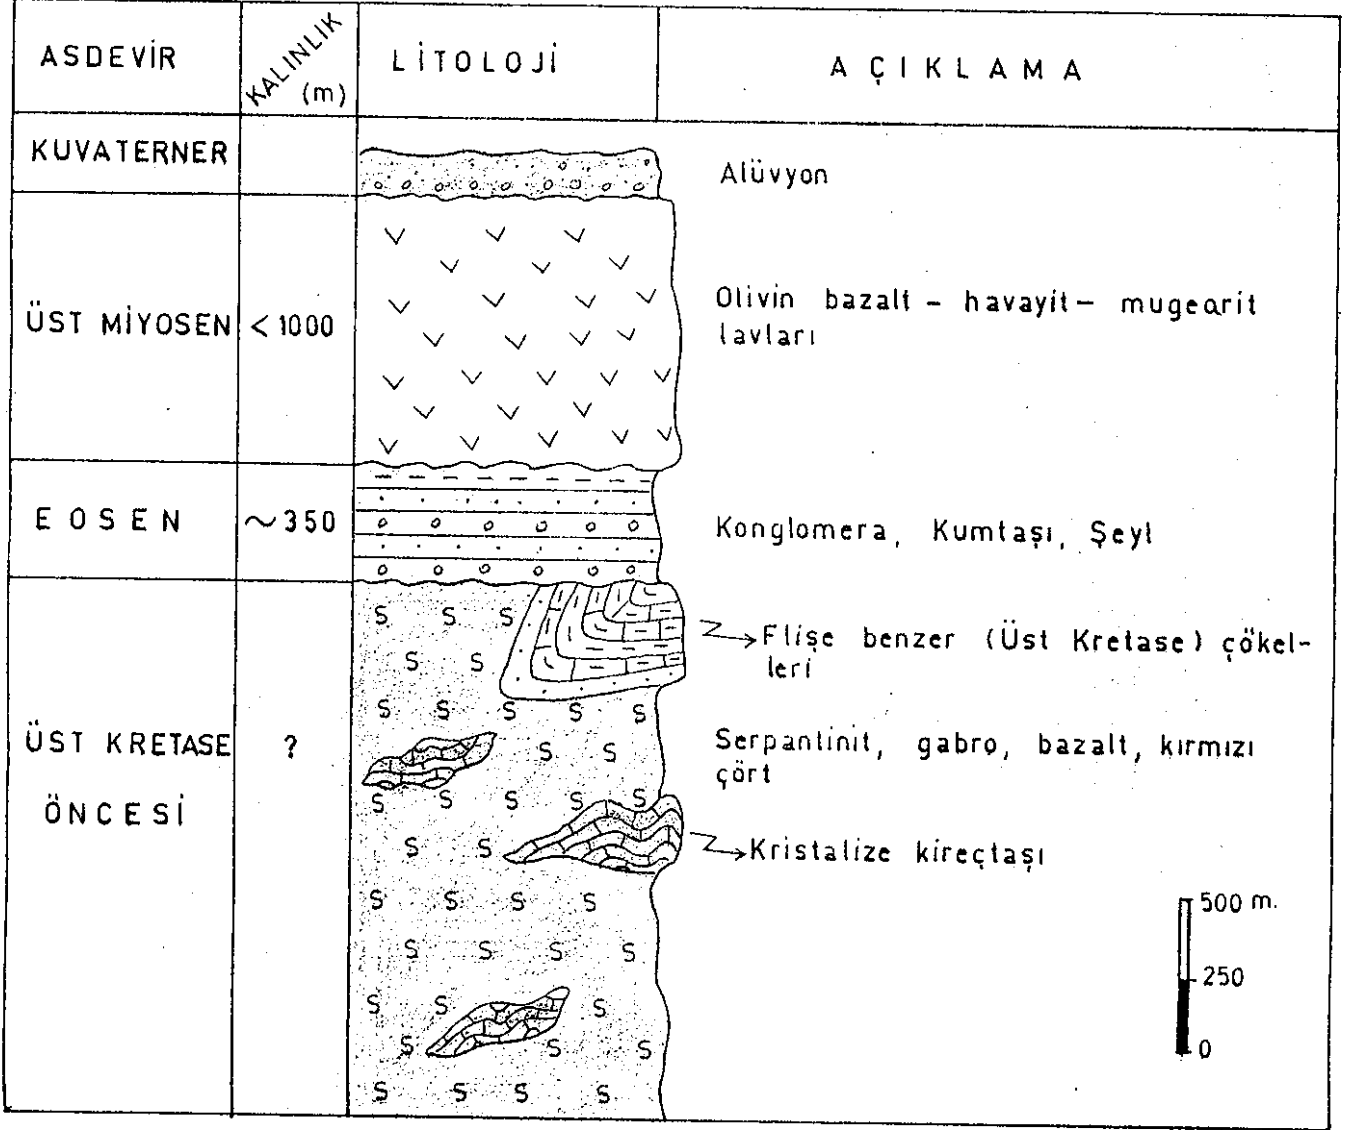 ASDEVİR
KALINLIK
(m)
LİTOLOJİ
AÇIKLAMA
KUVATERNER
Alüvyon
ÜST MİYOSEN
< 1000
Olivin bazalt - havayit - mugearit
lavları
EOSEN
~350
Konglomera, Kumtaşı, Şeyl
Flişe benzer (Üst Kretase) çökel-
leri
ÜST KRETASE
ÖNCESİ
?
Serpantinit, gabro, bazalt, kırmızı
çört
Kristalize kireçtaşı
500 m.
250
0